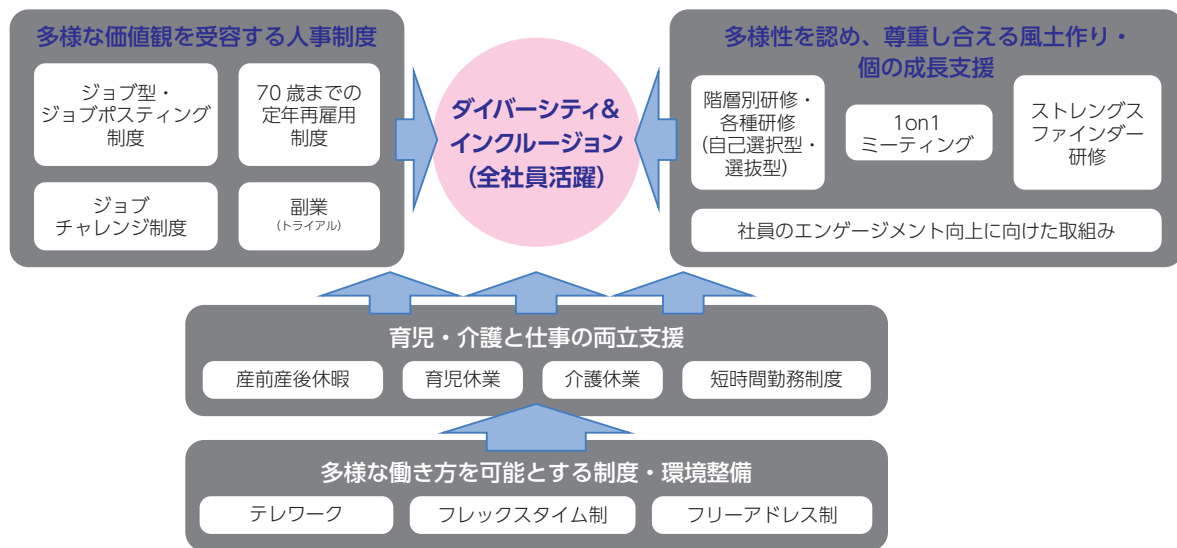 多様な価値観を受容する人事制度
ジョブ型・
ジョブポスティング
制度
70 歳までの
定年再雇用
制度
ジョブ
チャレンジ制度
副業
(トライアル)
ダイバーシティ&
インクルージョン
(全社員活躍)
多様性を認め、尊重し合える風土作り・
個の成長支援
階層別研修・
各種研修
(自己選択型・
選抜型)
1on1
ミーティング
ストレングス
ファインダー
研修
社員のエンゲージメント向上に向けた取組み
育児・介護と仕事の両立支援
産前産後休暇
育児休業
介護休業
短時間勤務制度
多様な働き方を可能とする制度・環境整備
テレワーク
フレックスタイム制
フリーアドレス制